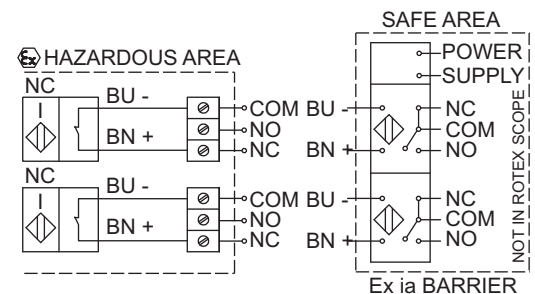 SAFE AREA
Ex HAZARDOUS AREA
POWER
SUPPLY
NC
I
BU -
BN +
COM
NO
NC
BU -
BN +
NC
COM
NO
NC
I
BU -
BN +
COM
NO
NC
BU -
BN +
NC
COM
NO
NOT IN ROTEX SCOPE
Ex ia BARRIER